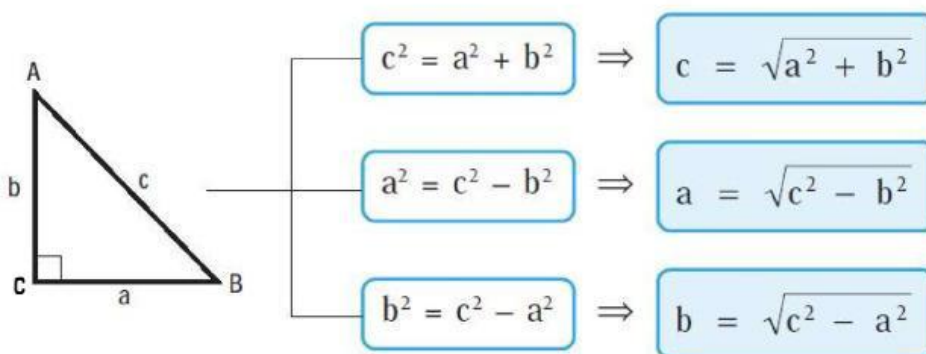 A
b
c
C
a
B
c² = a² + b² ⇒ c = √a² + b²
a² = c² − b² ⇒ a = √c² − b²
b² = c² − a² ⇒ b = √c² − a²